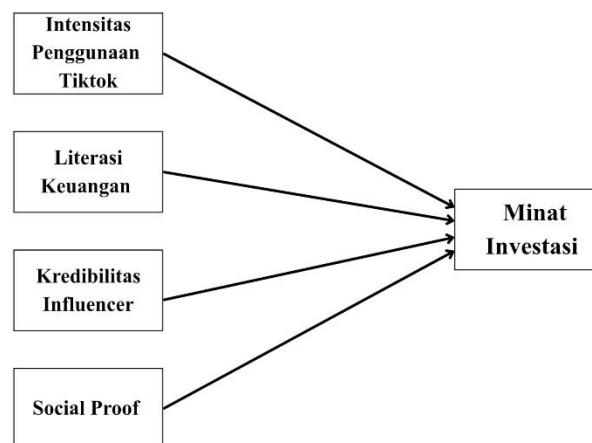 Intensitas
Penggunaan
Tiktok
Literasi
Keuangan
Minat
Investasi
Kredibilitas
Influencer
Social Proof